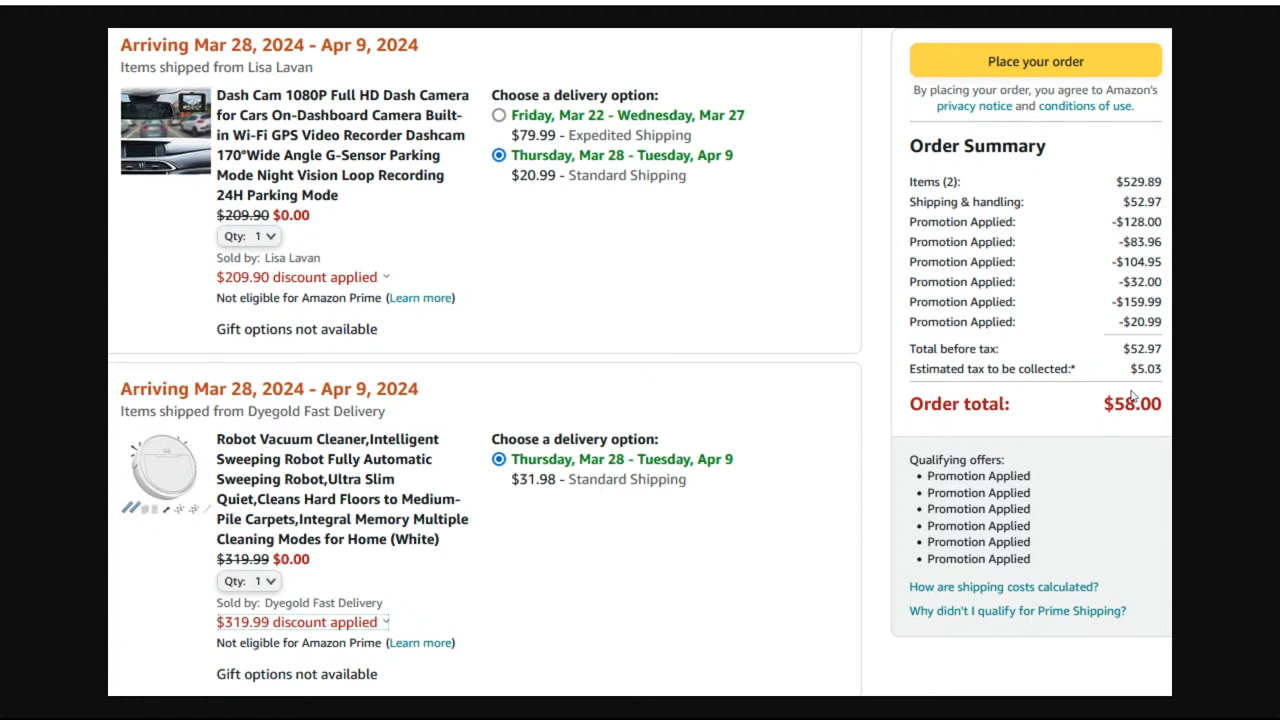 Arriving Mar 28, 2024 - Apr 9, 2024
Items shipped from Lisa Lavan
Dash Cam 1080P Full HD Dash Camera
for Cars On-Dashboard Camera Built-
in Wi-Fi GPS Video Recorder Dashcam
170°Wide Angle G-Sensor Parking
Mode Night Vision Loop Recording
24H Parking Mode
$209.90 $0.00
Qty: 1
Sold by: Lisa Lavan
$209.90 discount applied
Not eligible for Amazon Prime (Learn more)
Gift options not available
Choose a delivery option:
Friday, Mar 22 - Wednesday, Mar 27
$79.99 - Expedited Shipping
Thursday, Mar 28 - Tuesday, Apr 9
$20.99 - Standard Shipping
Arriving Mar 28, 2024 - Apr 9, 2024
Items shipped from Dyegold Fast Delivery
Robot Vacuum Cleaner,Intelligent
Sweeping Robot Fully Automatic
Sweeping Robot,Ultra Slim
Quiet,Cleans Hard Floors to Medium-
Pile Carpets,Integral Memory Multiple
Cleaning Modes for Home (White)
$319.99 $0.00
Qty: 1
Sold by: Dyegold Fast Delivery
$319.99 discount applied
Not eligible for Amazon Prime (Learn more)
Gift options not available
Choose a delivery option:
Thursday, Mar 28 - Tuesday, Apr 9
$31.98 - Standard Shipping
Place your order
By placing your order, you agree to Amazon's
privacy notice and conditions of use.
Order Summary
Items (2): $529.89
Shipping & handling: $52.97
Promotion Applied: -$128.00
Promotion Applied: -$83.96
Promotion Applied: -$104.95
Promotion Applied: -$32.00
Promotion Applied: -$159.99
Promotion Applied: -$20.99
Total before tax: $52.97
Estimated tax to be collected:* $5.03
Order total: $58.00
Qualifying offers:
• Promotion Applied
• Promotion Applied
• Promotion Applied
• Promotion Applied
• Promotion Applied
• Promotion Applied
How are shipping costs calculated?
Why didn't I qualify for Prime Shipping?